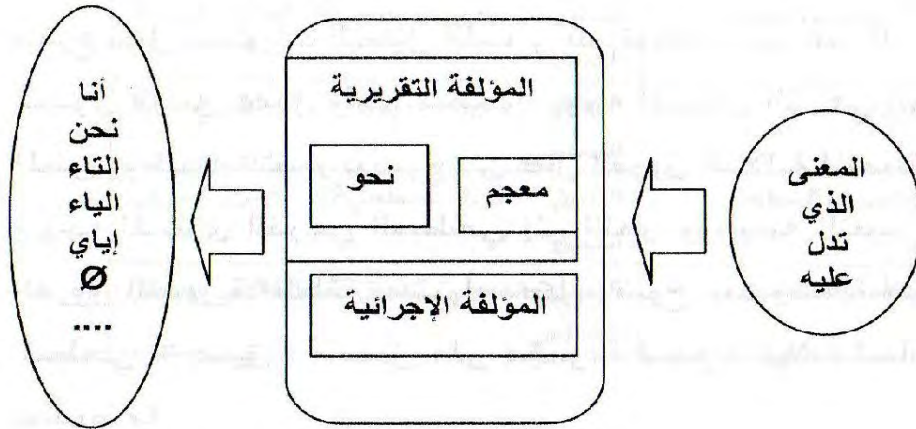 المعنى
الذي
تدل
عليه
المؤلفة التقريرية
معجم
نحو
المؤلفة الإجرائية
أنا
نحن
التاء
الياء
إياي
Ø
....